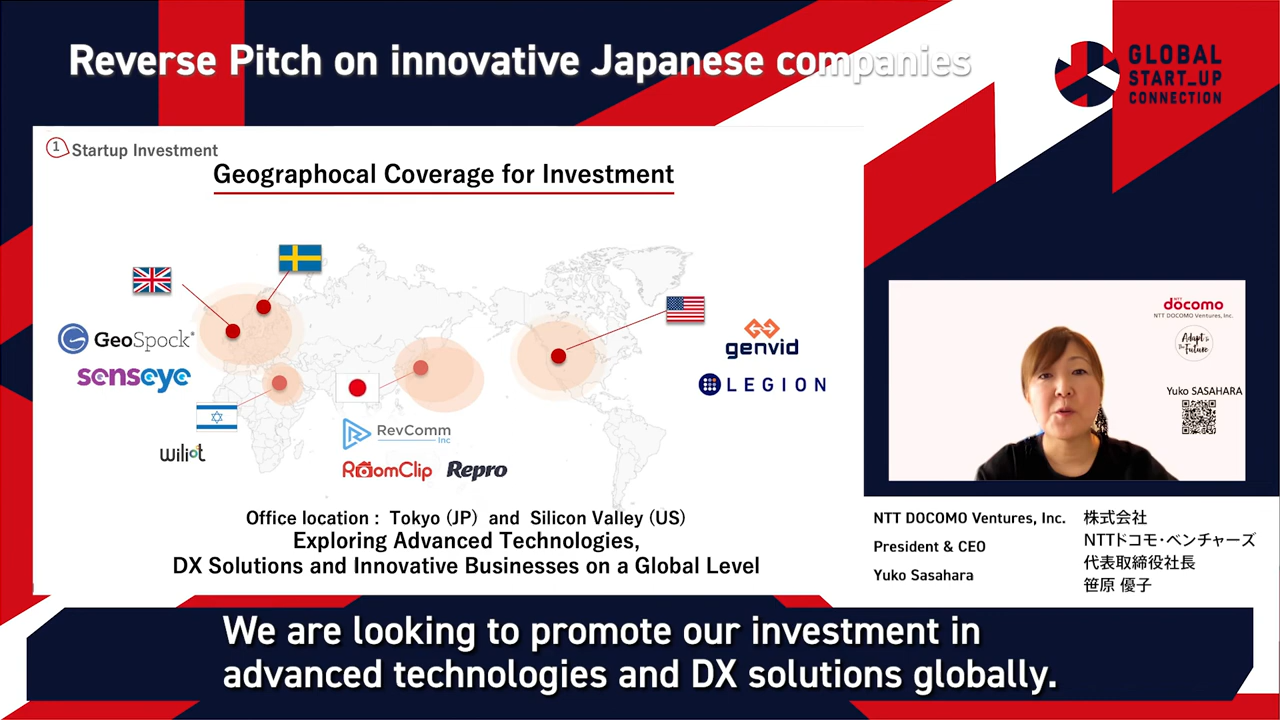 Reverse Pitch on innovative Japanese companies
GLOBAL
START_UP
CONNECTION
1 Startup Investment
Geographocal Coverage for Investment
GeoSpock
senseye
wiliot
RevComm
Inc
RoomClip Repro
genvid
LEGION
Office location : Tokyo (JP) and Silicon Valley (US)
Exploring Advanced Technologies,
DX Solutions and Innovative Businesses on a Global Level
NTT
döcomo
NTT DOCOMO Ventures, Inc.
Adapt to
The Future
Yuko SASAHARA
NTT DOCOMO Ventures, Inc.
President & CEO
Yuko Sasahara
株式会社
NTTドコモ・ベンチャーズ
代表取締役社長
笹原 優子
We are looking to promote our investment in
advanced technologies and DX solutions globally.